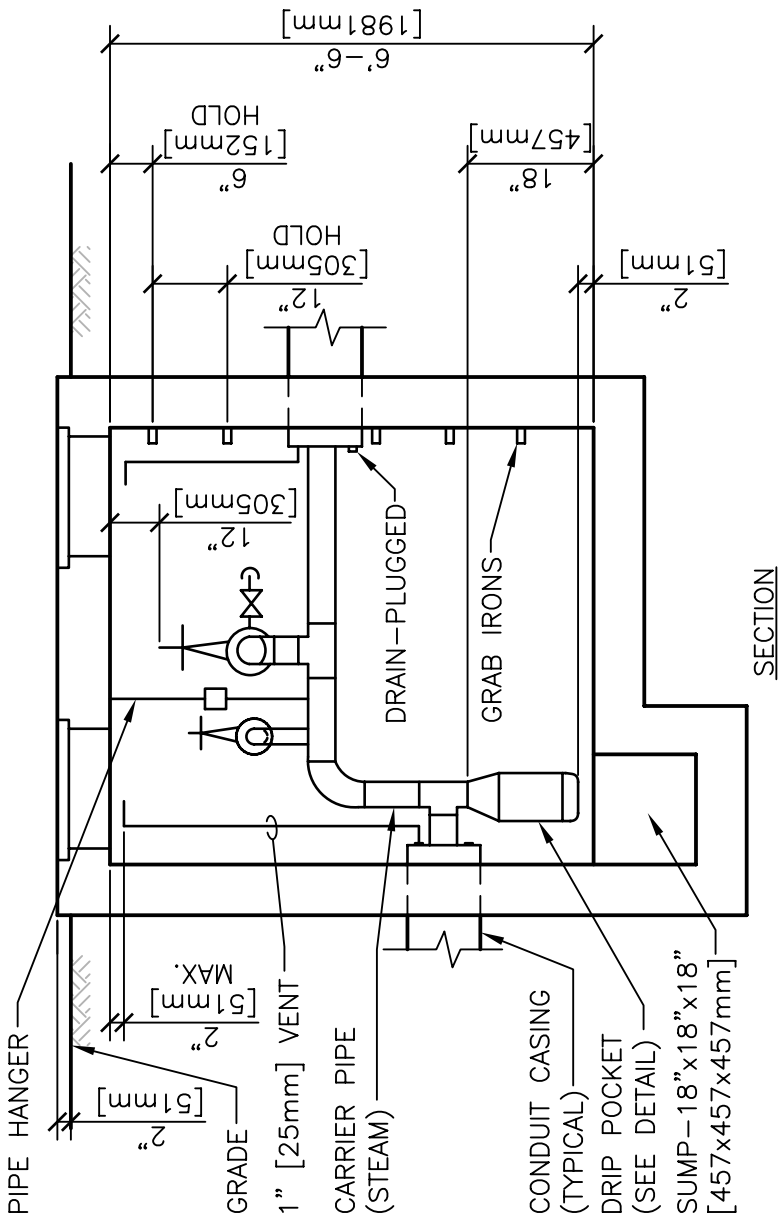 PIPE HANGER
GRADE
1" [25mm] VENT
CARRIER PIPE
(STEAM)
CONDUIT CASING
(TYPICAL)
DRIP POCKET
(SEE DETAIL)
SUMP-18"x18"x18"
[457x457x457mm]
2"
[51mm]
2"
[51mm]
MAX.
12"
[305mm]
DRAIN-PLUGGED
GRAB IRONS
12"
[305mm]
HOLD
6"
[152mm]
HOLD
18"
[457mm]
2"
[51mm]
6'-6"
[1981mm]
SECTION